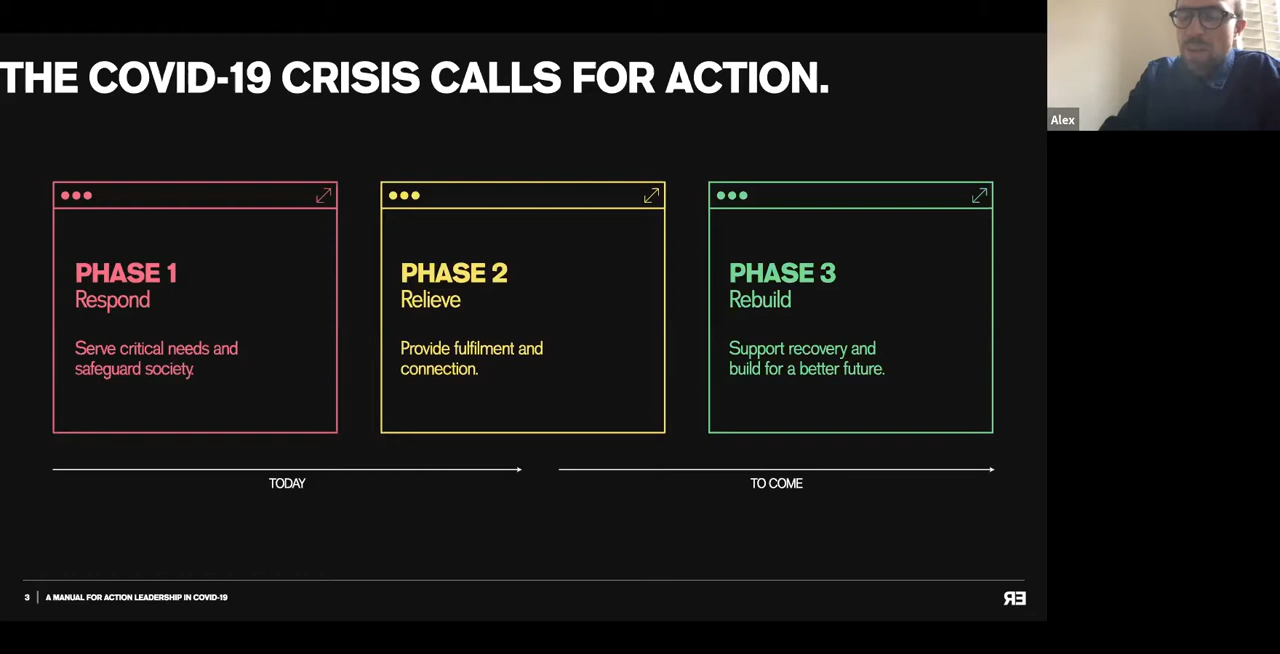 THE COVID-19 CRISIS CALLS FOR ACTION.
Alex
PHASE 1
Respond
Serve critical needs and
safeguard society.
PHASE 2
Relieve
Provide fulfilment and
connection.
PHASE 3
Rebuild
Support recovery and
build for a better future.
TODAY
TO COME
3 | A MANUAL FOR ACTION LEADERSHIP IN COVID-19
RE